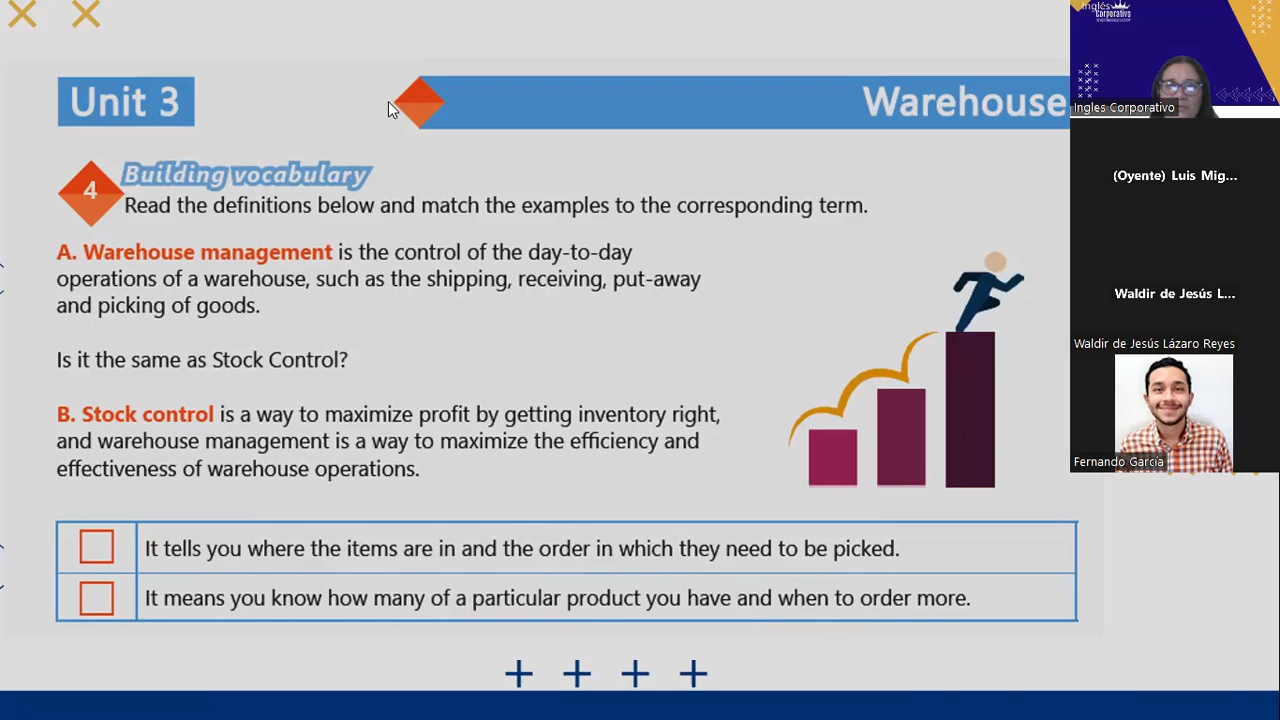 Unit 3
Warehouse
4
Building vocabulary
Read the definitions below and match the examples to the corresponding term.
A. Warehouse management is the control of the day-to-day
operations of a warehouse, such as the shipping, receiving, put-away
and picking of goods.
Is it the same as Stock Control?
B. Stock control is a way to maximize profit by getting inventory right,
and warehouse management is a way to maximize the efficiency and
effectiveness of warehouse operations.
It tells you where the items are in and the order in which they need to be picked.
It means you know how many of a particular product you have and when to order more.
Inglés
Corporativo
Ingles Corporativo
(Oyente) Luis Mig...
Waldir de Jesús L...
Waldir de Jesús Lázaro Reyes
Fernando García